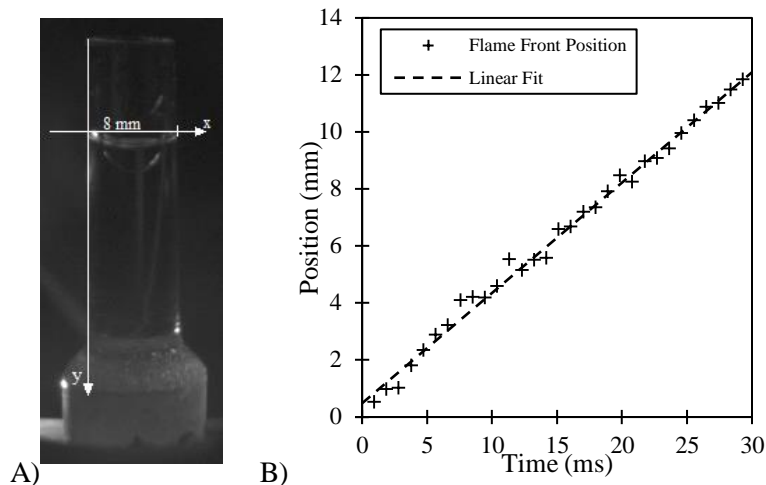 8 mm
x
y
A)
Flame Front Position
Linear Fit
14
12
10
8
6
4
2
0
Position (mm)
0 5 10 15 20 25 30
Time (ms)
B)